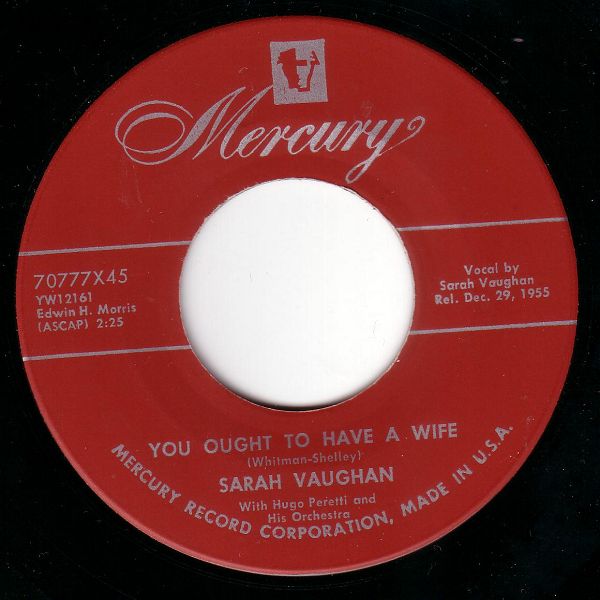 Mercury
70777X45
YW12161
Edwin H. Morris
(ASCAP) 2:25
Vocal by
Sarah Vaughan
Rel. Dec. 29, 1955
YOU OUGHT TO HAVE A WIFE
(Whitman-Shelley)
SARAH VAUGHAN
With Hugo Peretti and
His Orchestra
MERCURY RECORD CORPORATION, MADE IN U.S.A.